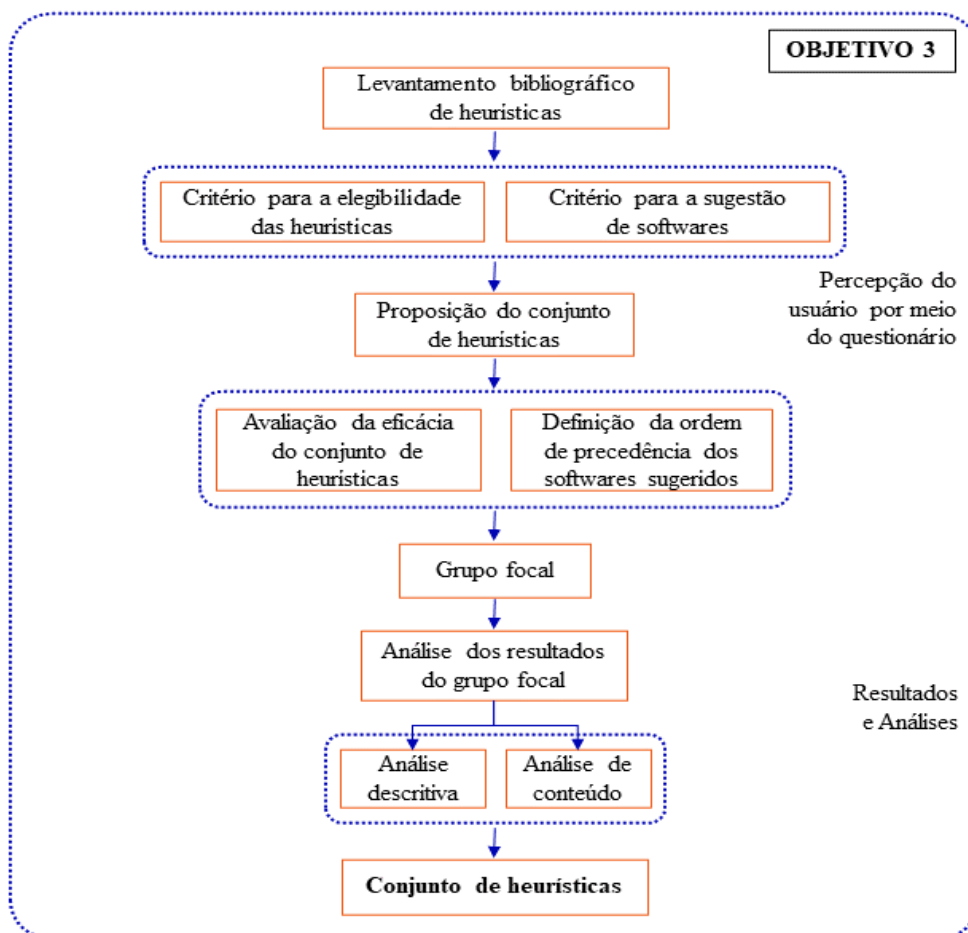 OBJETIVO 3
Levantamento bibliográfico
de heurísticas
Critério para a elegibilidade
das heurísticas
Critério para a sugestão
de softwares
Percepção do
usuário por meio
do questionário
Proposição do conjunto
de heurísticas
Avaliação da eficácia
do conjunto de
heurísticas
Definição da ordem
de precedência dos
softwares sugeridos
Grupo focal
Análise dos resultados
do grupo focal
Resultados
e Análises
Análise
descritiva
Análise de
conteúdo
Conjunto de heurísticas